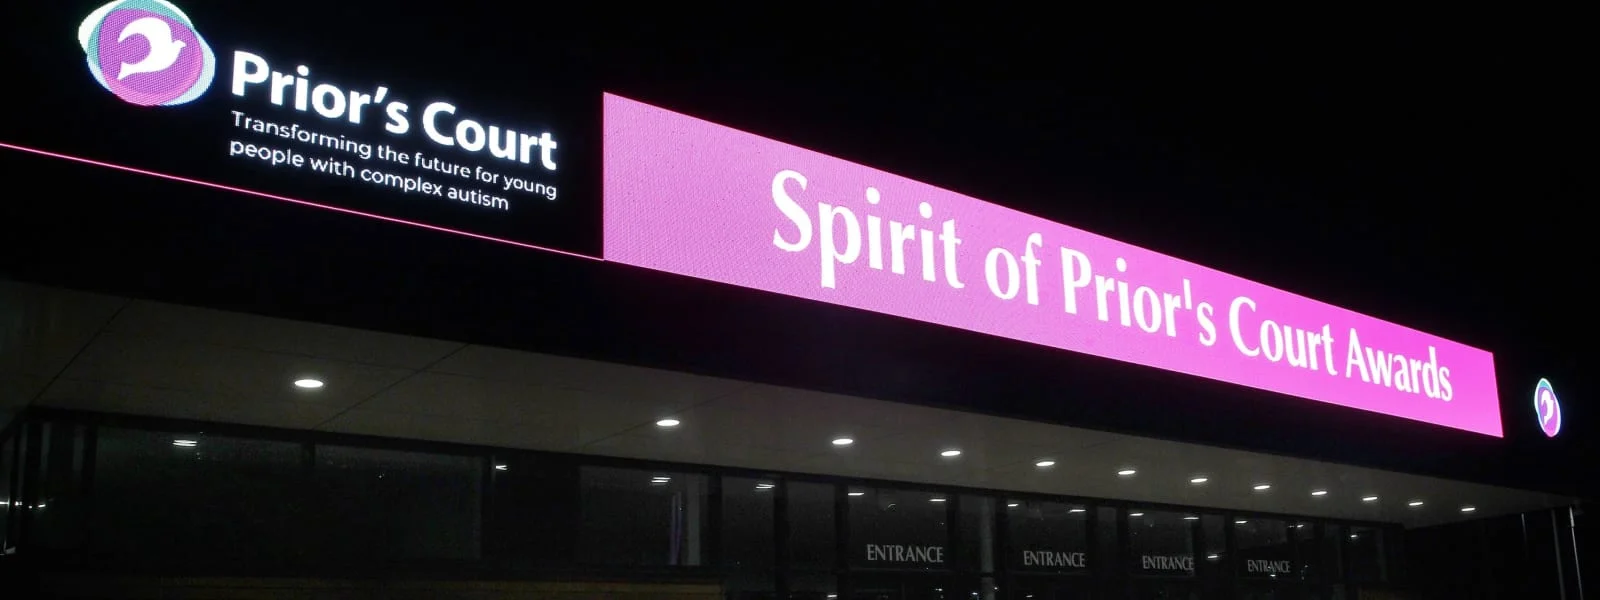 Prior’s Court
Transforming the future for young
people with complex autism
Spirit of Prior's Court Awards
ENTRANCE
ENTRANCE
ENTRANCE
ENTRANCE